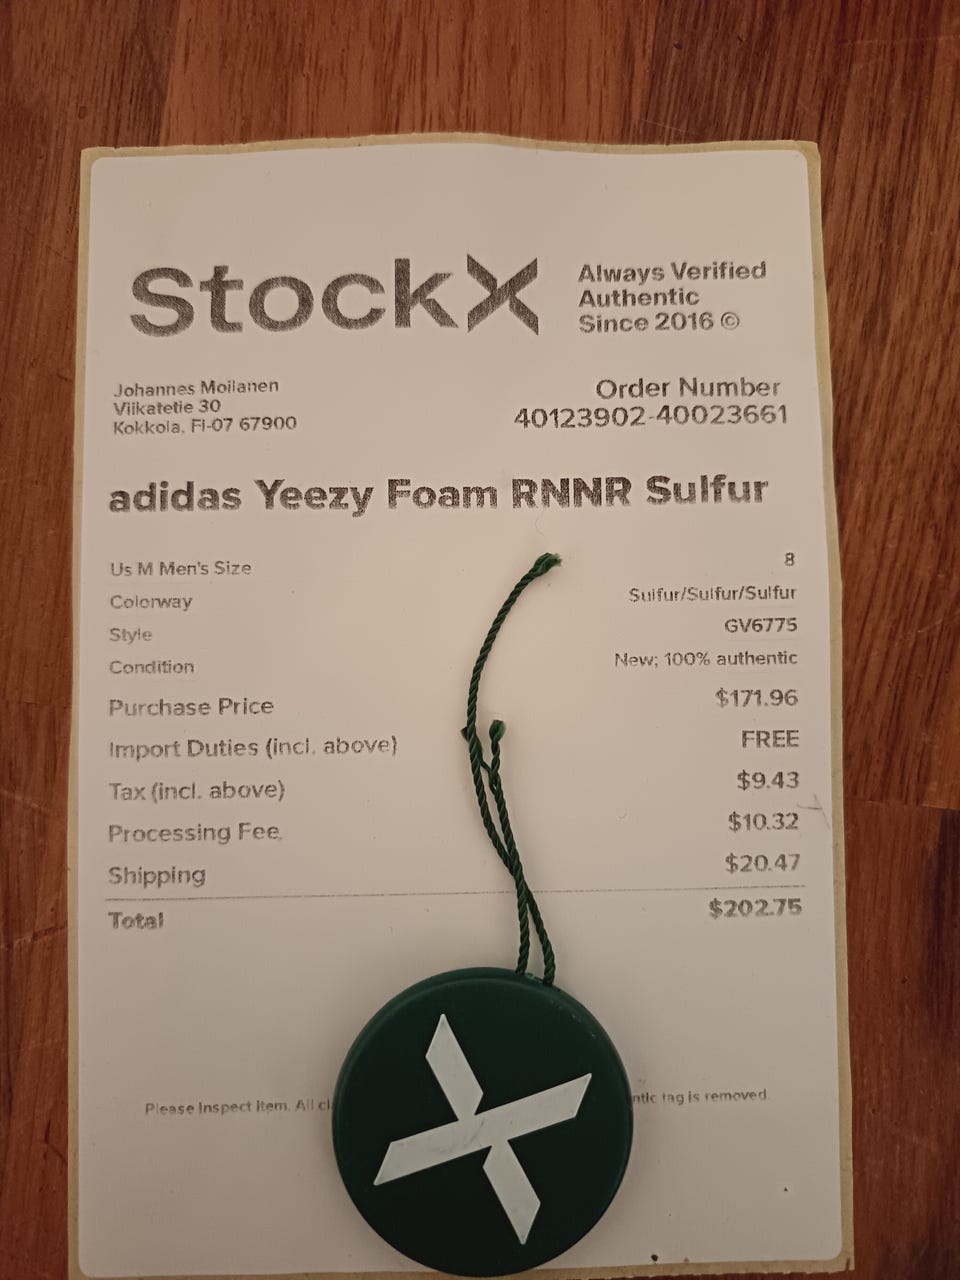 StockX
Always Verified
Authentic
Since 2016 ©
Johannes Moilanen
Viikatetie 30
Kokkola, FI-07 67900
Order Number
40123902-40023661
adidas Yeezy Foam RNNR Sulfur
Us M Men's Size 8
Colorway Sulfur/Sulfur/Sulfur
Style GV6775
Condition New; 100% authentic
Purchase Price $171.96
Import Duties (incl. above) FREE
Tax (incl. above) $9.43
Processing Fee $10.32
Shipping $20.47
Total $202.75
Please Inspect Item. All tag is removed.
X